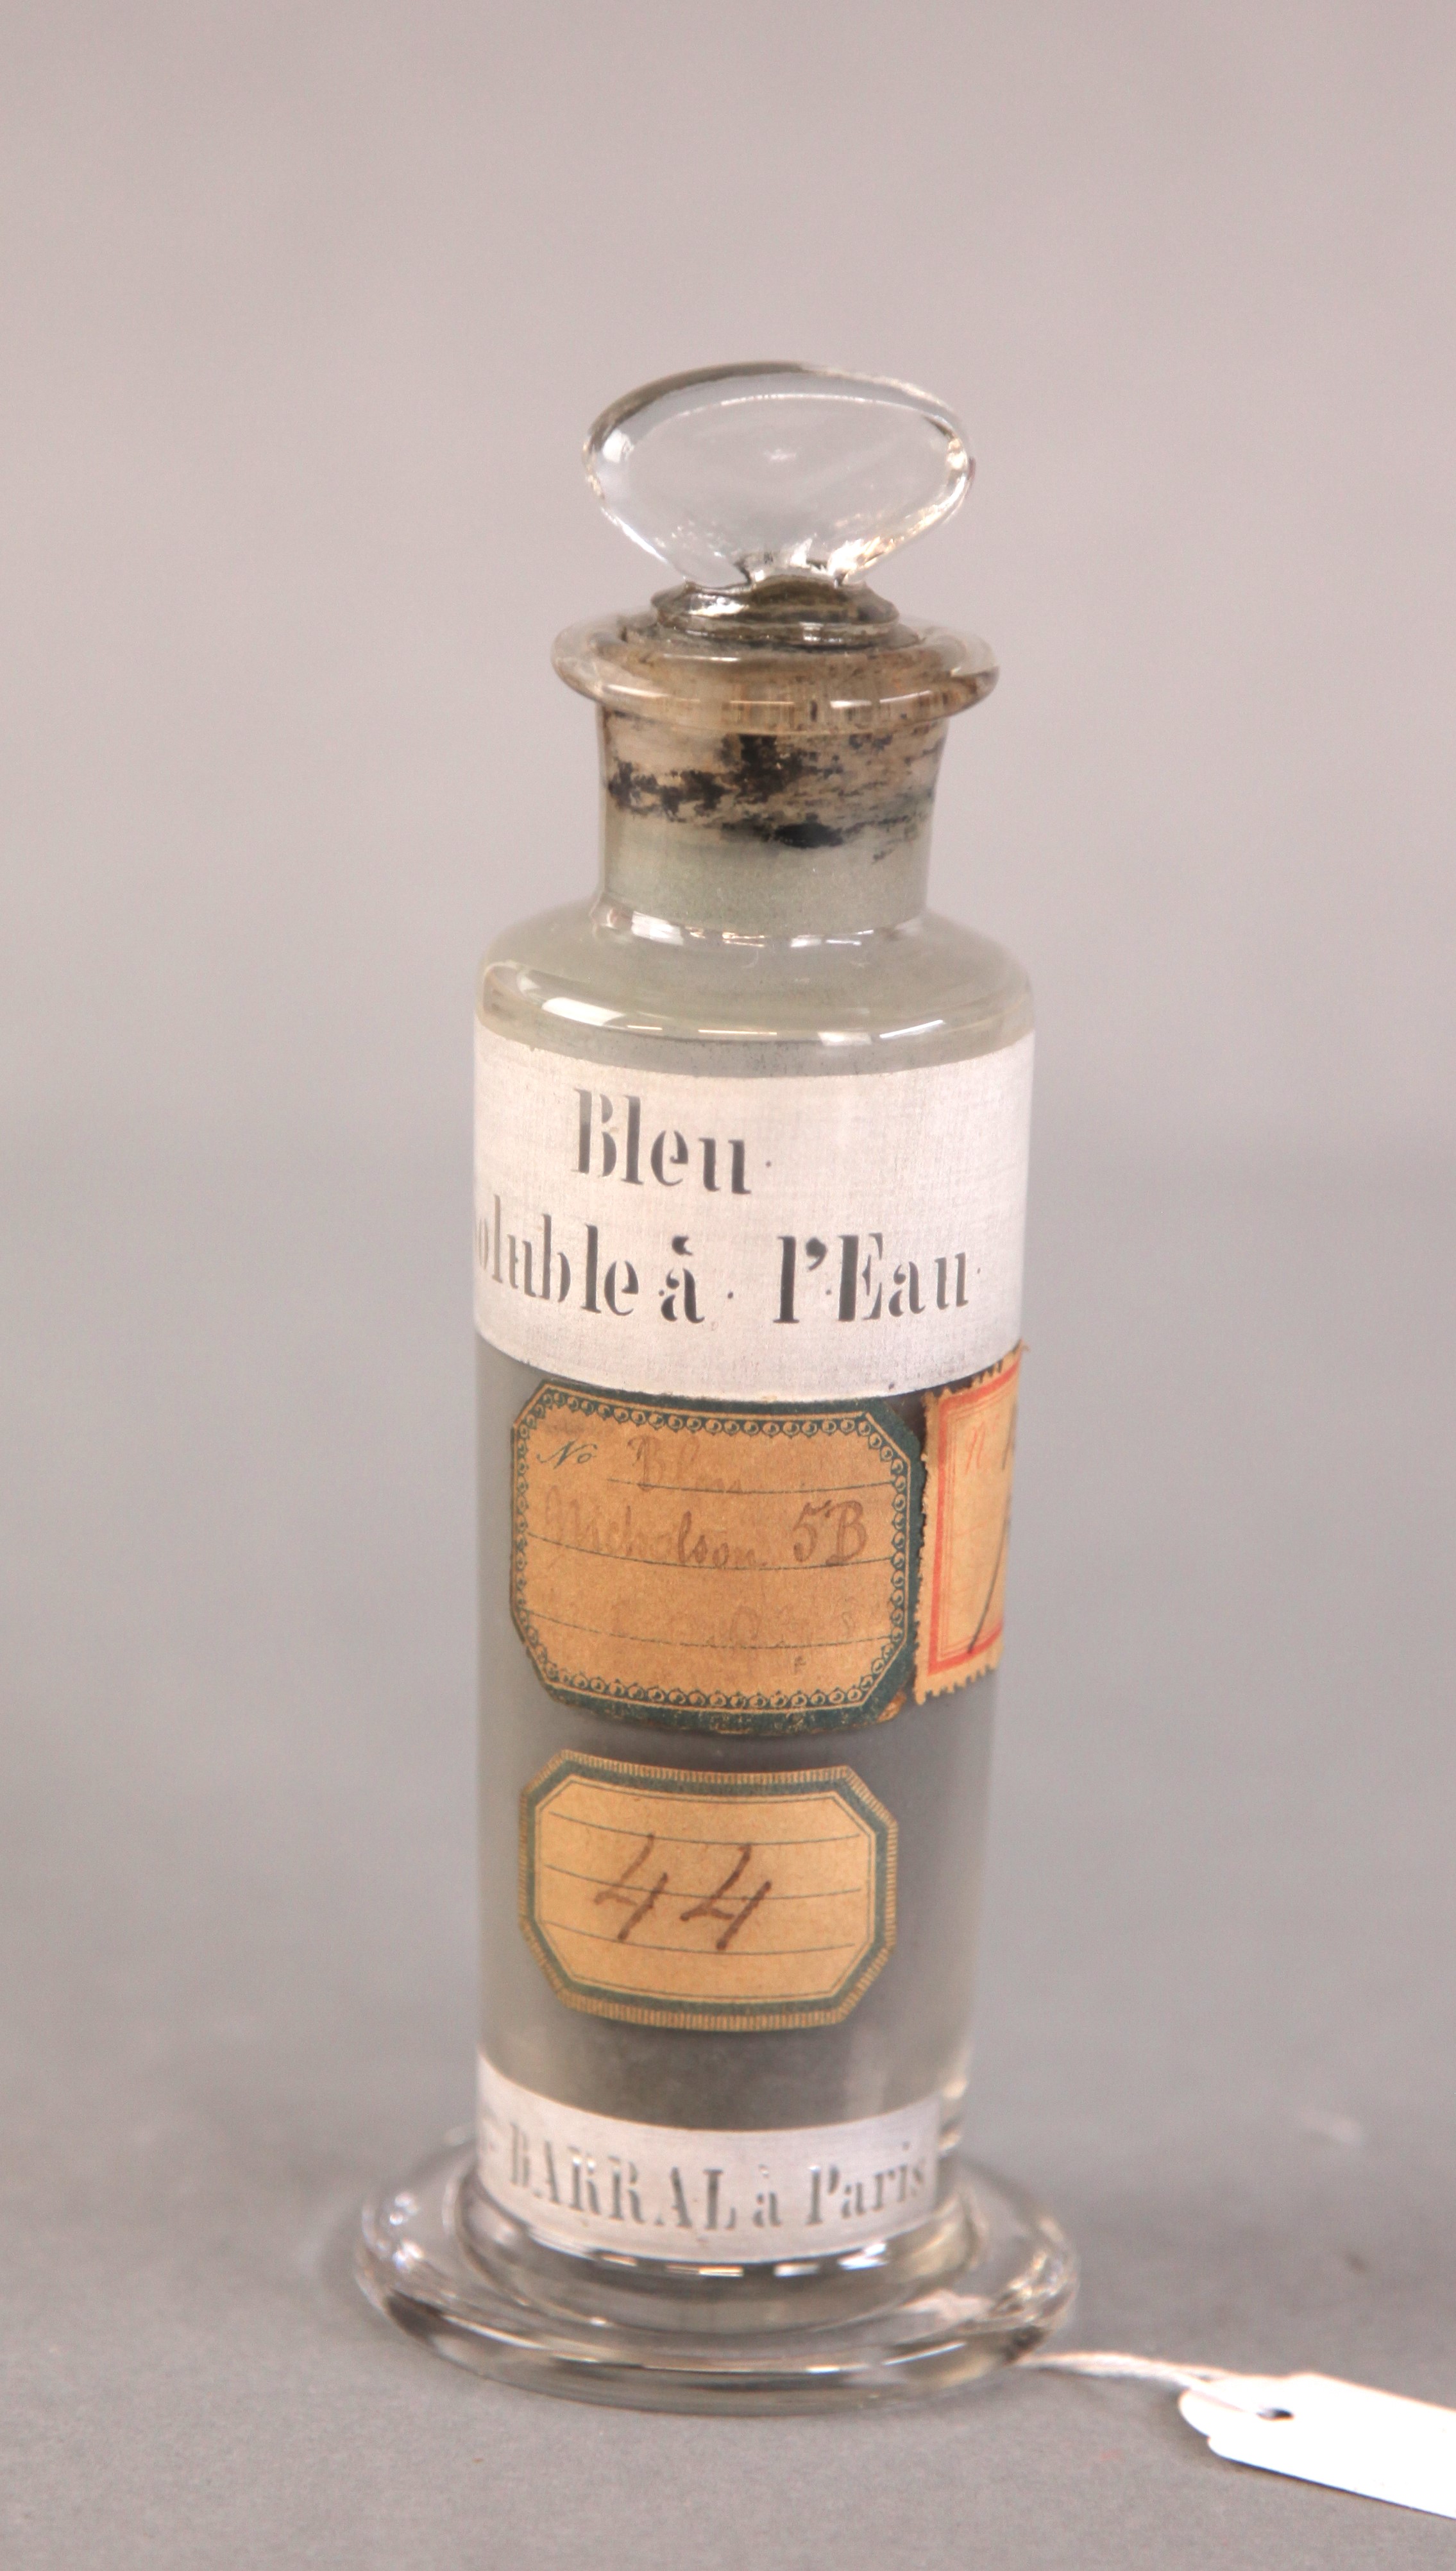 Bleu
oluble à l'Eau
No Bleu
Nicholson 5B
n°
44
BARRAL à Paris